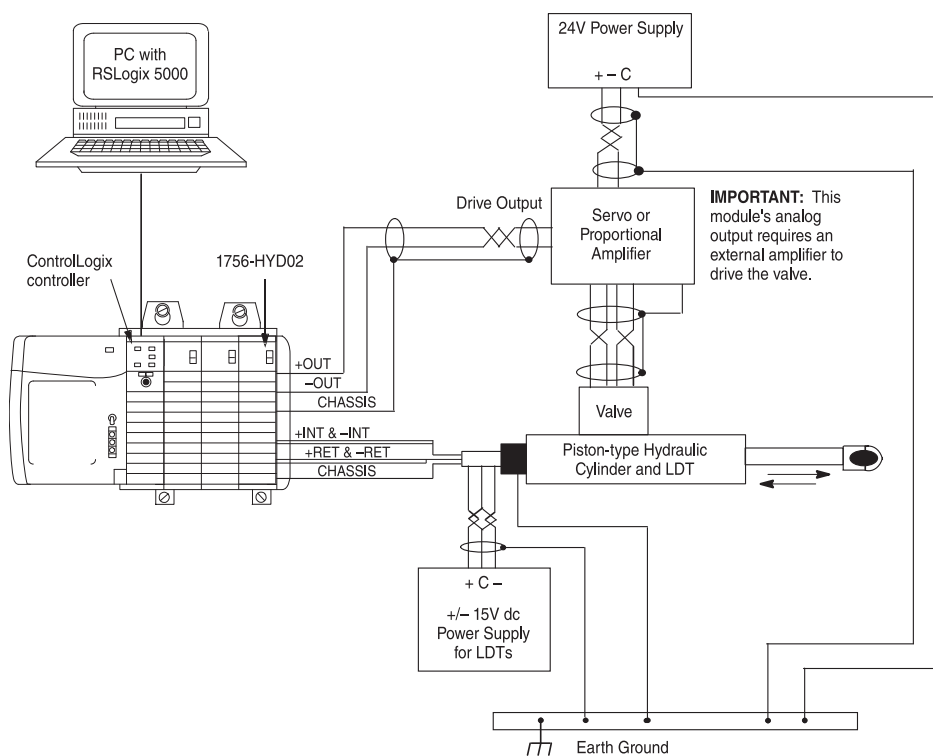 PC with
RSLogix 5000
24V Power Supply
+ – C
Drive Output
Servo or
Proportional
Amplifier
IMPORTANT: This
module's analog
output requires an
external amplifier to
drive the valve.
ControlLogix
controller
1756-HYD02
+OUT
–OUT
CHASSIS
+INT & –INT
+RET & –RET
CHASSIS
Valve
Piston-type Hydraulic
Cylinder and LDT
+ C –
+/– 15V dc
Power Supply
for LDTs
Earth Ground